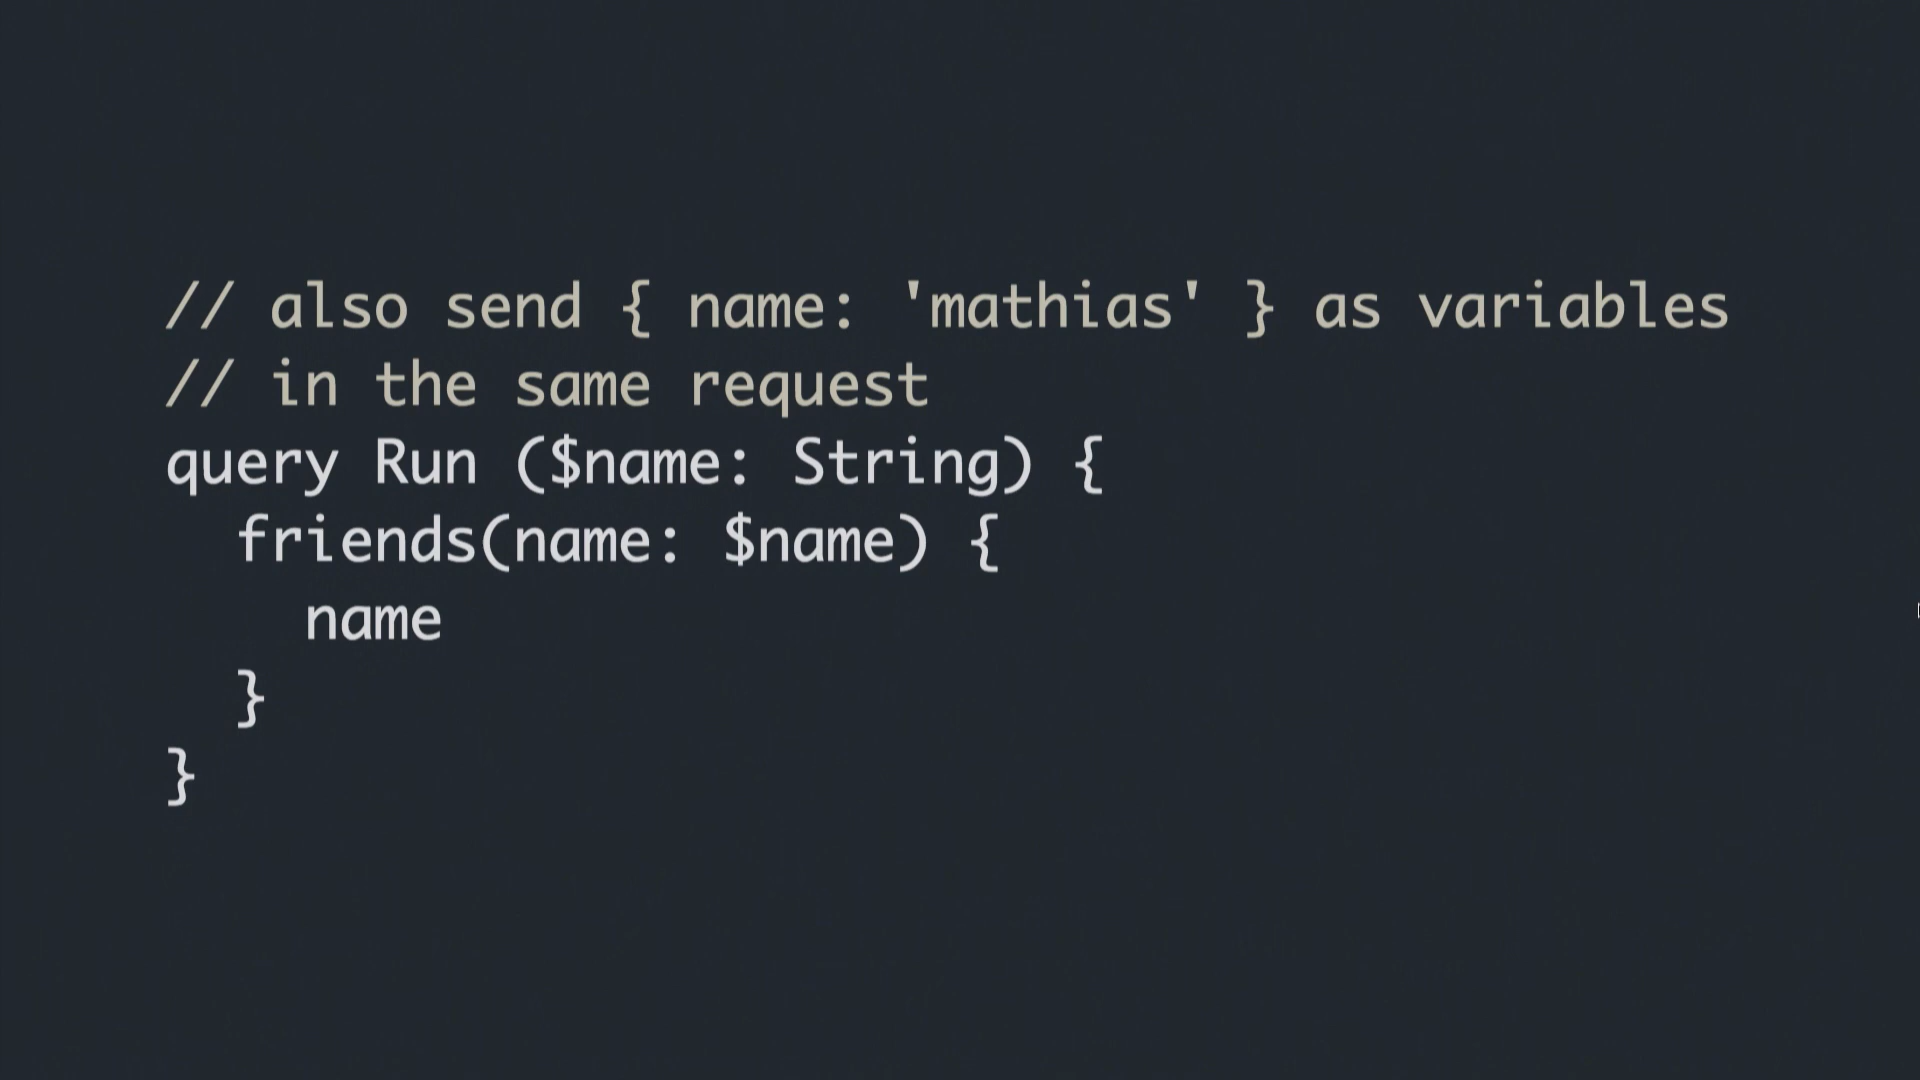 // also send { name: 'mathias' } as variables
// in the same request
query Run ($name: String) {
  friends(name: $name) {
    name
  }
}